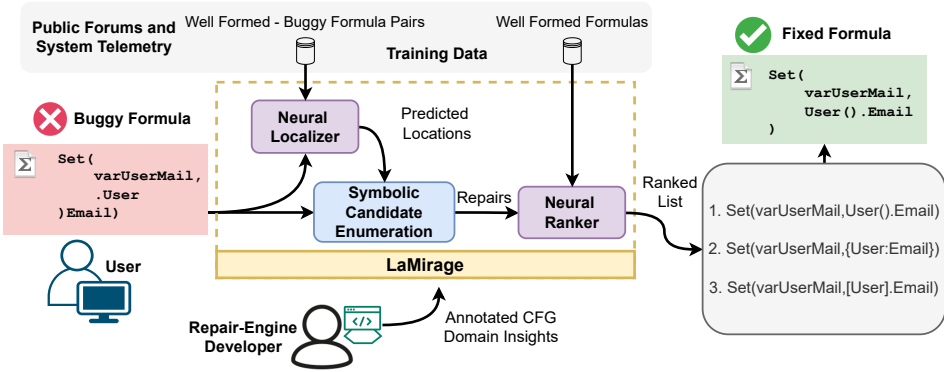 Public Forums and
System Telemetry
Well Formed - Buggy Formula Pairs
Well Formed Formulas
Training Data
Buggy Formula
Σ
Set(
varUserMail,
.User
)Email)
User
Neural
Localizer
Predicted
Locations
Symbolic
Candidate
Enumeration
Repairs
Neural
Ranker
LaMirage
Repair-Engine
Developer
</>
Annotated CFG
Domain Insights
Ranked
List
Fixed Formula
Σ
Set(
varUserMail,
User().Email
)
1. Set(varUserMail,User().Email)
2. Set(varUserMail,{User:Email})
3. Set(varUserMail,[User].Email)